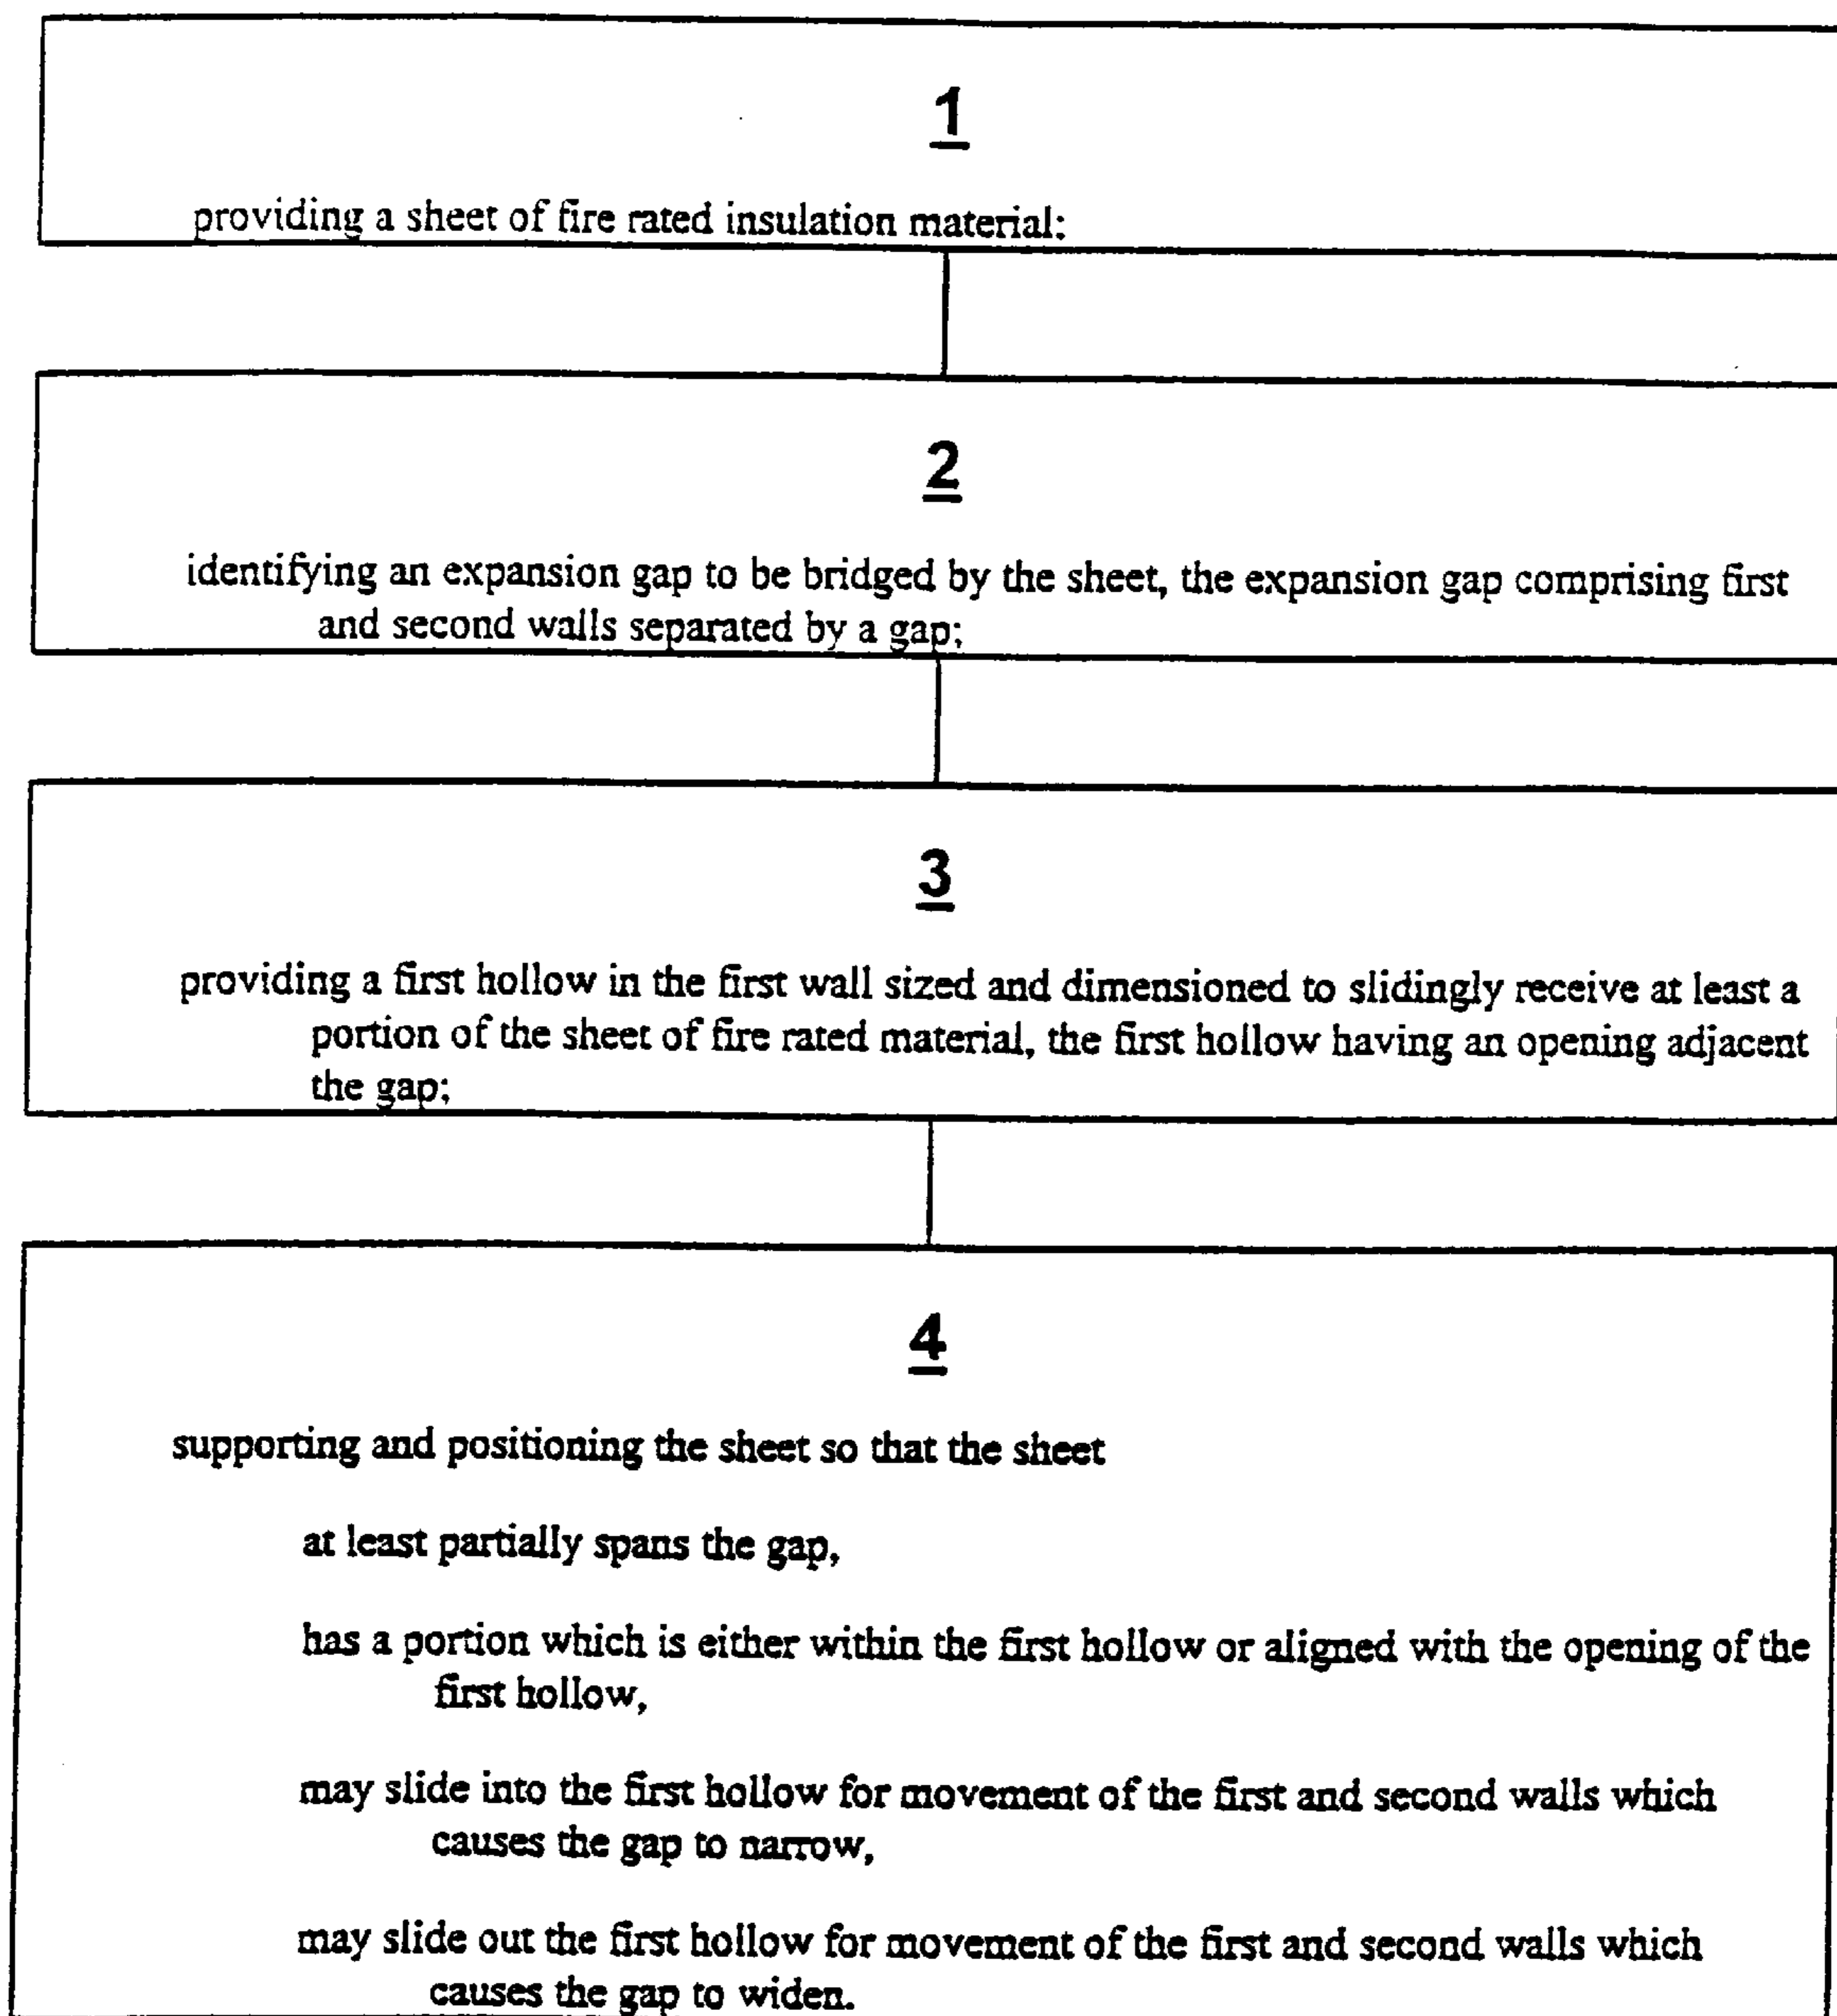 1
providing a sheet of fire rated insulation material;
2
identifying an expansion gap to be bridged by the sheet, the expansion gap comprising first
and second walls separated by a gap;
3
providing a first hollow in the first wall sized and dimensioned to slidingly receive at least a
portion of the sheet of fire rated material, the first hollow having an opening adjacent
the gap;
4
supporting and positioning the sheet so that the sheet
at least partially spans the gap,
has a portion which is either within the first hollow or aligned with the opening of the
first hollow,
may slide into the first hollow for movement of the first and second walls which
causes the gap to narrow,
may slide out the first hollow for movement of the first and second walls which
causes the gap to widen.